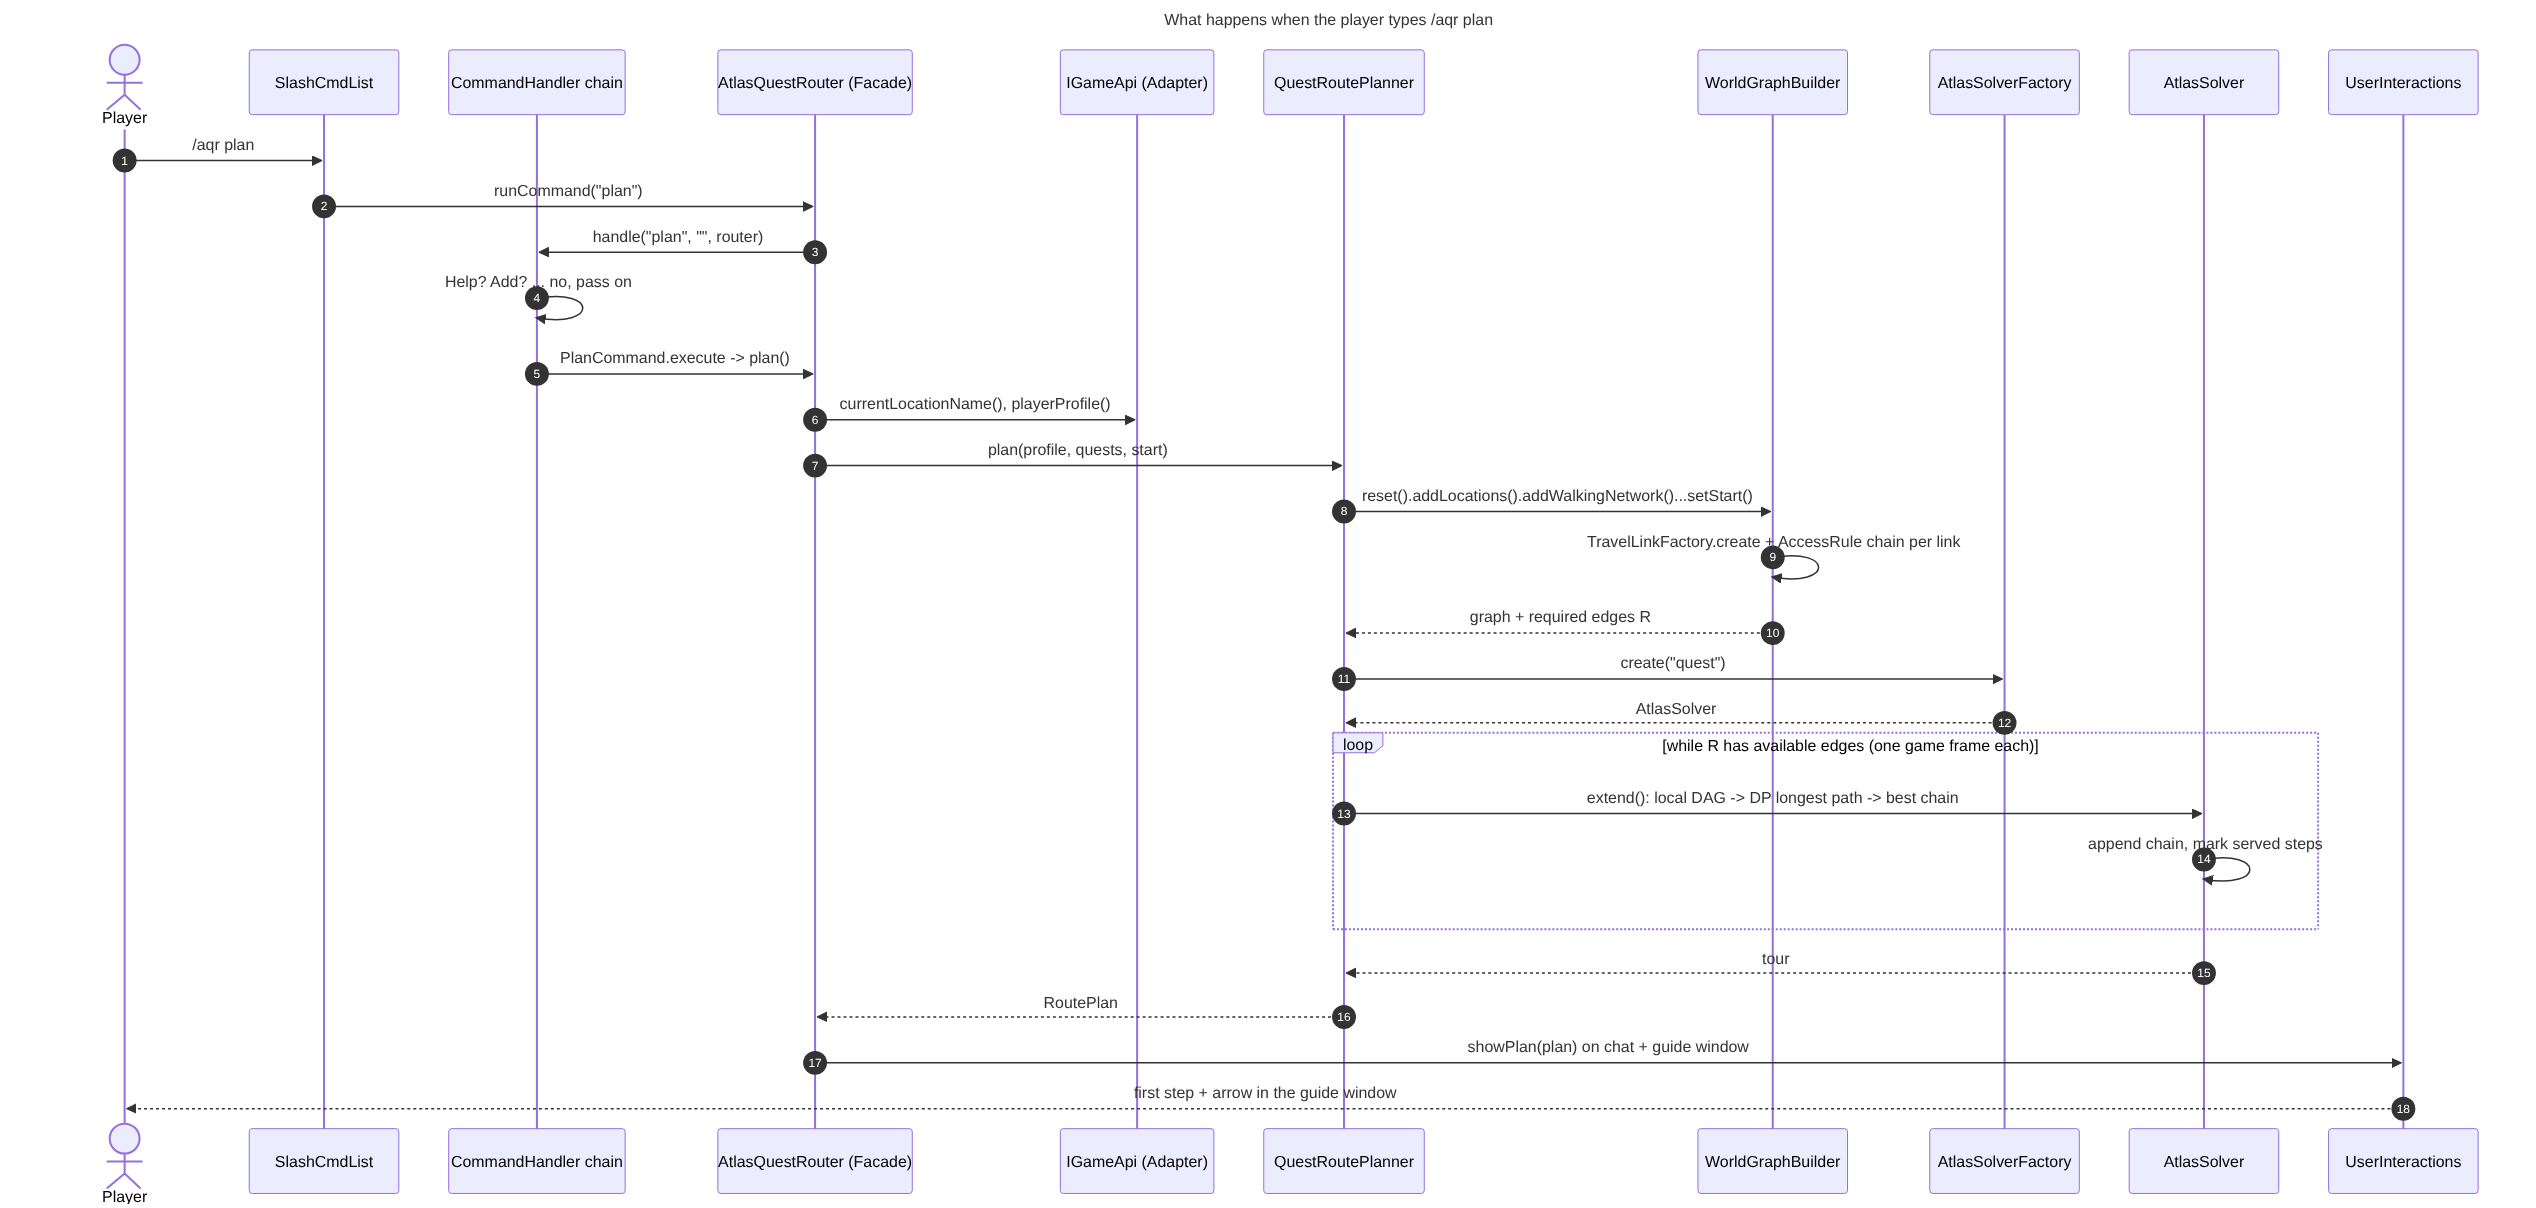 What happens when the player types /aqr plan
Player
SlashCmdList
CommandHandler chain
AtlasQuestRouter (Facade)
IGameApi (Adapter)
QuestRoutePlanner
WorldGraphBuilder
AtlasSolverFactory
AtlasSolver
UserInteractions
/aqr plan
1
runCommand("plan")
2
handle("plan", "", router)
3
Help? Add? ... no, pass on
4
PlanCommand.execute -> plan()
5
currentLocationName(), playerProfile()
6
plan(profile, quests, start)
7
reset().addLocations().addWalkingNetwork()...setStart()
8
TravelLinkFactory.create + AccessRule chain per link
9
graph + required edges R
10
create("quest")
11
AtlasSolver
12
loop
[while R has available edges (one game frame each)]
extend(): local DAG -> DP longest path -> best chain
13
append chain, mark served steps
14
tour
15
RoutePlan
16
showPlan(plan) on chat + guide window
17
first step + arrow in the guide window
18
Player
SlashCmdList
CommandHandler chain
AtlasQuestRouter (Facade)
IGameApi (Adapter)
QuestRoutePlanner
WorldGraphBuilder
AtlasSolverFactory
AtlasSolver
UserInteractions